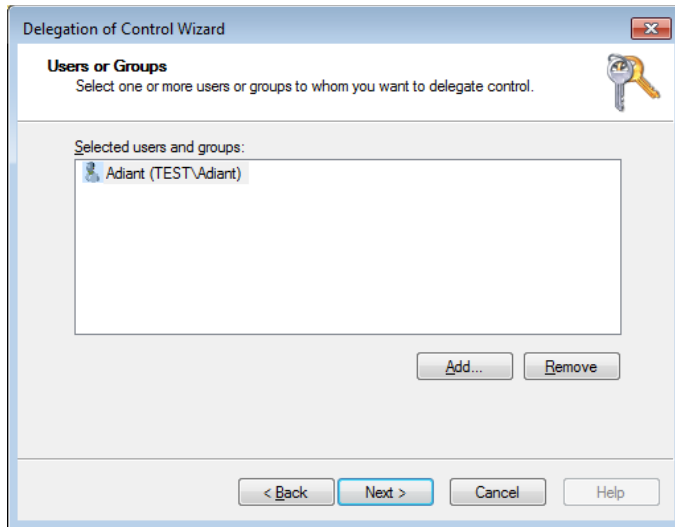 Delegation of Control Wizard
Users or Groups
Select one or more users or groups to whom you want to delegate control.
Selected users and groups:
Adiant (TEST\Adiant)
Add...
Remove
< Back
Next >
Cancel
Help